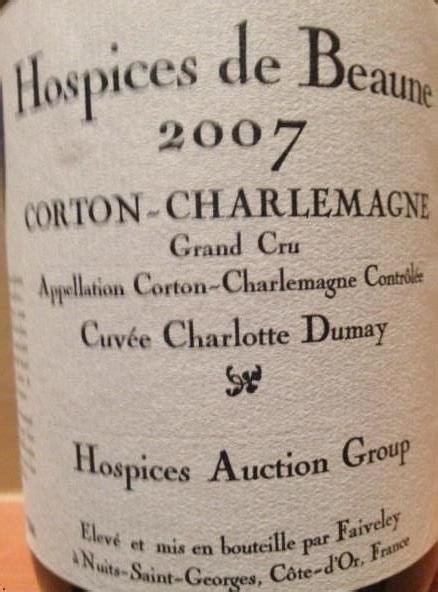 Hospices de Beaune
2007
CORTON-CHARLEMAGNE
Grand Cru
Appellation Corton-Charlemagne Contrôlée
Cuvée Charlotte Dumay
Hospices Auction Group
Elevé et mis en bouteille par Faiveley
à Nuits-Saint-Georges, Côte-d'Or, France